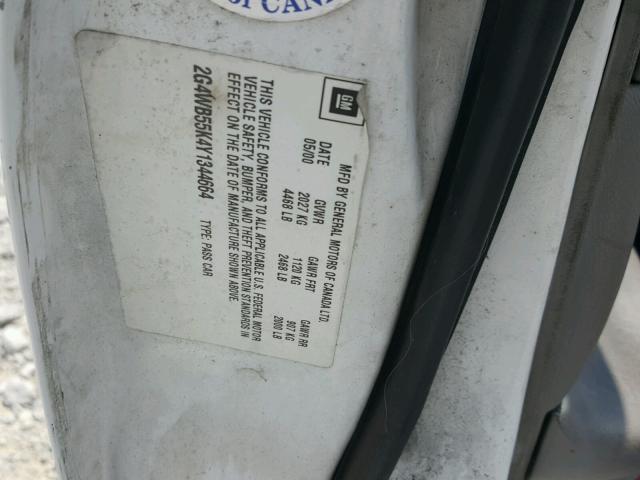 OF CANA
GM
MFD BY GENERAL MOTORS OF CANADA LTD.
DATE GVWR GAWR FRT GAWR RR
05/00 2027 KG 1120 KG 907 KG
4468 LB 2468 LB 2000 LB
THIS VEHICLE CONFORMS TO ALL APPLICABLE U.S. FEDERAL MOTOR
VEHICLE SAFETY, BUMPER, AND THEFT PREVENTION STANDARDS IN
EFFECT ON THE DATE OF MANUFACTURE SHOWN ABOVE.
2G4WB55K4Y1344664 TYPE: PASS CAR